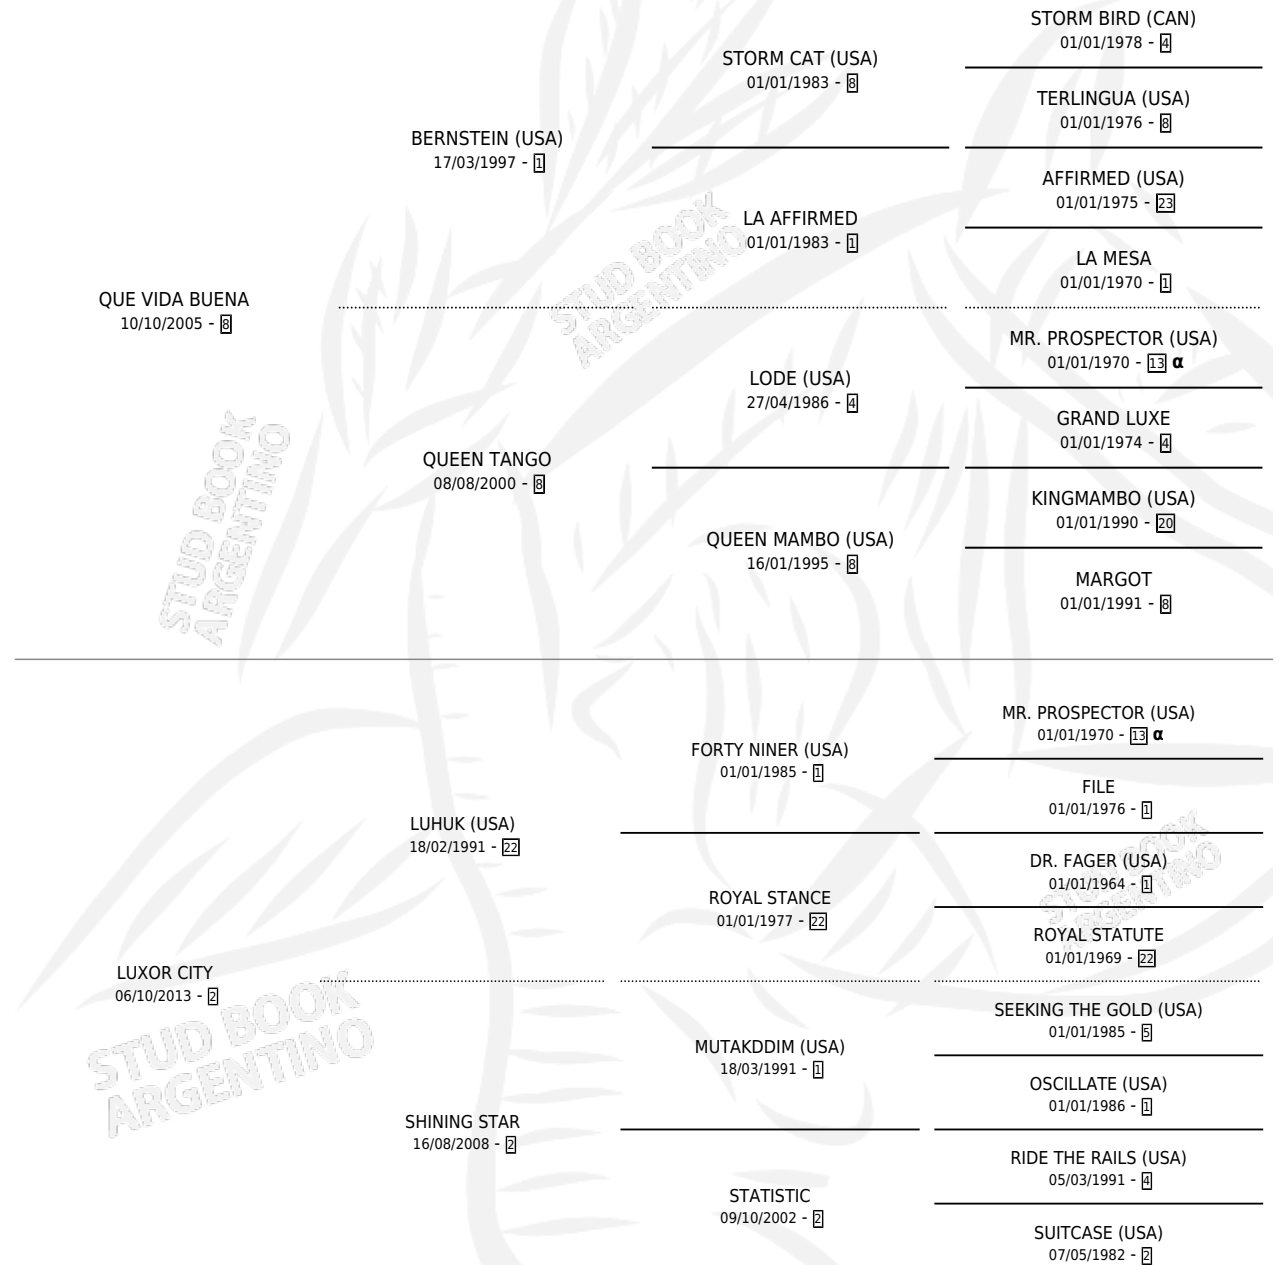 STORM BIRD (CAN)
01/01/1978 - 4
STORM CAT (USA)
01/01/1983 - 8
TERLINGUA (USA)
01/01/1976 - 8
BERNSTEIN (USA)
17/03/1997 - 1
AFFIRMED (USA)
01/01/1975 - 23
LA AFFIRMED
01/01/1983 - 1
LA MESA
01/01/1970 - 1
QUE VIDA BUENA
10/10/2005 - 8
MR. PROSPECTOR (USA)
01/01/1970 - 13 α
LODE (USA)
27/04/1986 - 4
GRAND LUXE
01/01/1974 - 4
QUEEN TANGO
08/08/2000 - 8
KINGMAMBO (USA)
01/01/1990 - 20
QUEEN MAMBO (USA)
16/01/1995 - 8
MARGOT
01/01/1991 - 8
MR. PROSPECTOR (USA)
01/01/1970 - 13 α
FORTY NINER (USA)
01/01/1985 - 1
FILE
01/01/1976 - 1
LUHUK (USA)
18/02/1991 - 22
DR. FAGER (USA)
01/01/1964 - 1
ROYAL STANCE
01/01/1977 - 22
ROYAL STATUTE
01/01/1969 - 22
LUXOR CITY
06/10/2013 - 2
SEEKING THE GOLD (USA)
01/01/1985 - 5
MUTAKDDIM (USA)
18/03/1991 - 1
OSCILLATE (USA)
01/01/1986 - 1
SHINING STAR
16/08/2008 - 2
RIDE THE RAILS (USA)
05/03/1991 - 4
STATISTIC
09/10/2002 - 2
SUITCASE (USA)
07/05/1982 - 2
STUD BOOK
ARGENTINO
STUD BOOK
ARGENTINO
STUD BOOK
ARGENTINO
STUD BOOK
ARGENTINO